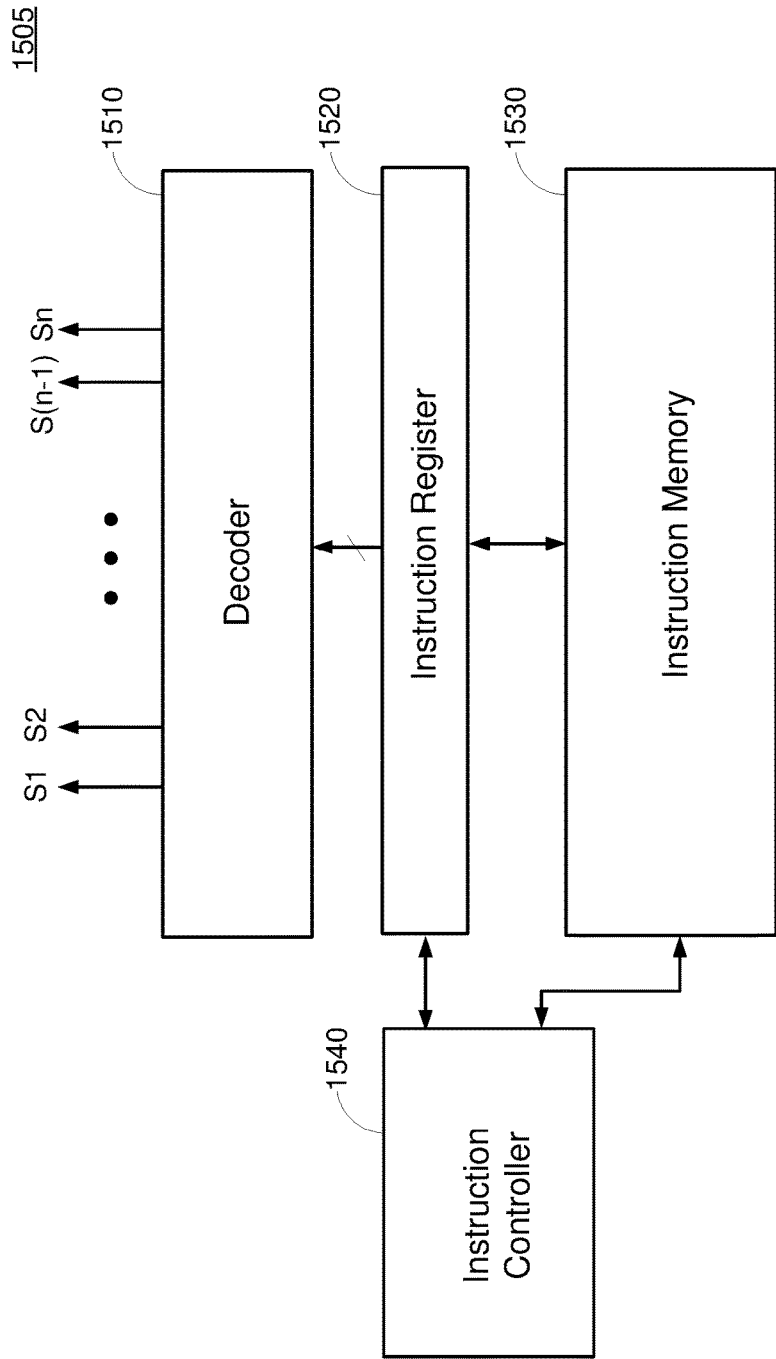 1505
S1
S2
S(n-1)
Sn
1510
Decoder
1520
Instruction Register
1540
Instruction
Controller
1530
Instruction Memory